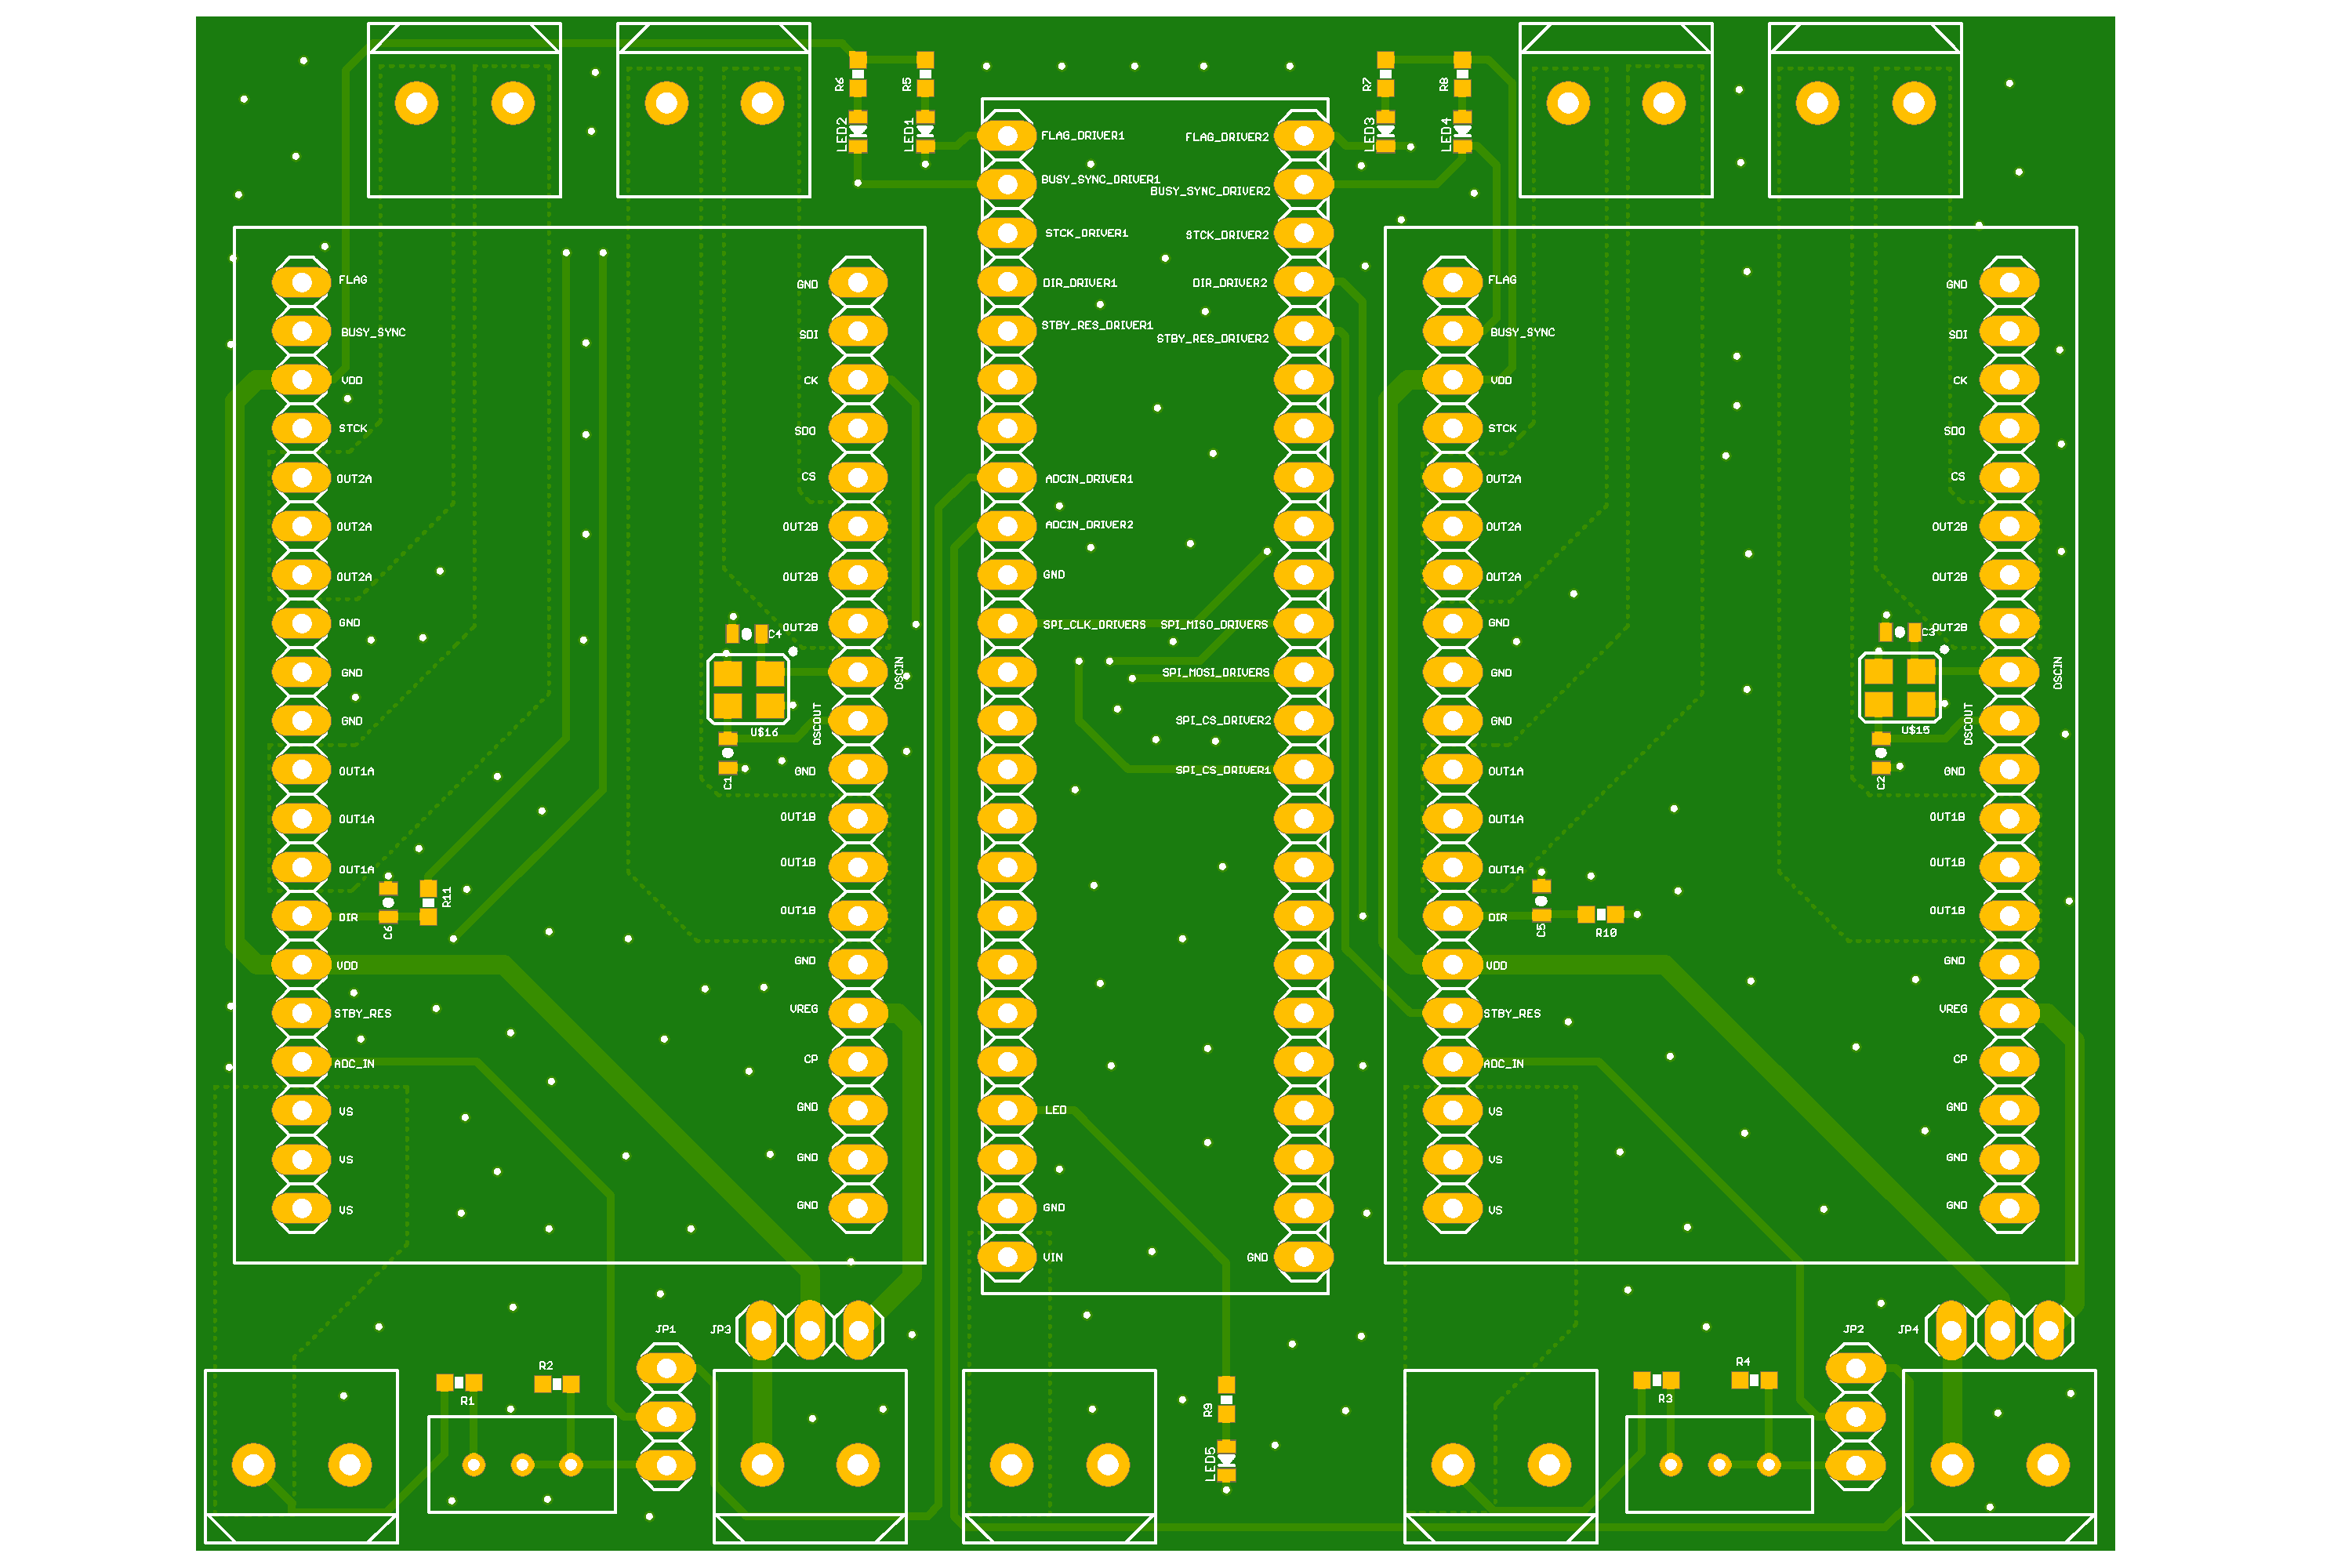 R6
R5
R7
R8
LED2
LED1
LED3
LED4
FLAG_DRIVER1
FLAG_DRIVER2
BUSY_SYNC_DRIVER1
BUSY_SYNC_DRIVER2
STCK_DRIVER1
STCK_DRIVER2
DIR_DRIVER1
DIR_DRIVER2
STBY_RES_DRIVER1
STBY_RES_DRIVER2
ADCIN_DRIVER1
ADCIN_DRIVER2
GND
SPI_CLK_DRIVERS
SPI_MISO_DRIVERS
SPI_MOSI_DRIVERS
SPI_CS_DRIVER2
SPI_CS_DRIVER1
LED
GND
VIN
GND
FLAG
BUSY_SYNC
VDD
STCK
OUT2A
OUT2A
OUT2A
GND
GND
GND
OUT1A
OUT1A
OUT1A
DIR
VDD
STBY_RES
ADC_IN
VS
VS
VS
GND
SDI
CK
SDO
CS
OUT2B
OUT2B
OUT2B
OSCIN
OSCOUT
GND
OUT1B
OUT1B
OUT1B
GND
VREG
CP
GND
GND
GND
C4
U$16
C1
C6
R11
FLAG
BUSY_SYNC
VDD
STCK
OUT2A
OUT2A
OUT2A
GND
GND
GND
OUT1A
OUT1A
OUT1A
DIR
VDD
STBY_RES
ADC_IN
VS
VS
VS
GND
SDI
CK
SDO
CS
OUT2B
OUT2B
OUT2B
OSCIN
OSCOUT
GND
OUT1B
OUT1B
OUT1B
GND
VREG
CP
GND
GND
GND
C3
U$15
C2
C5
R10
JP1
JP3
JP2
JP4
R2
R1
R4
R3
R9
LED5